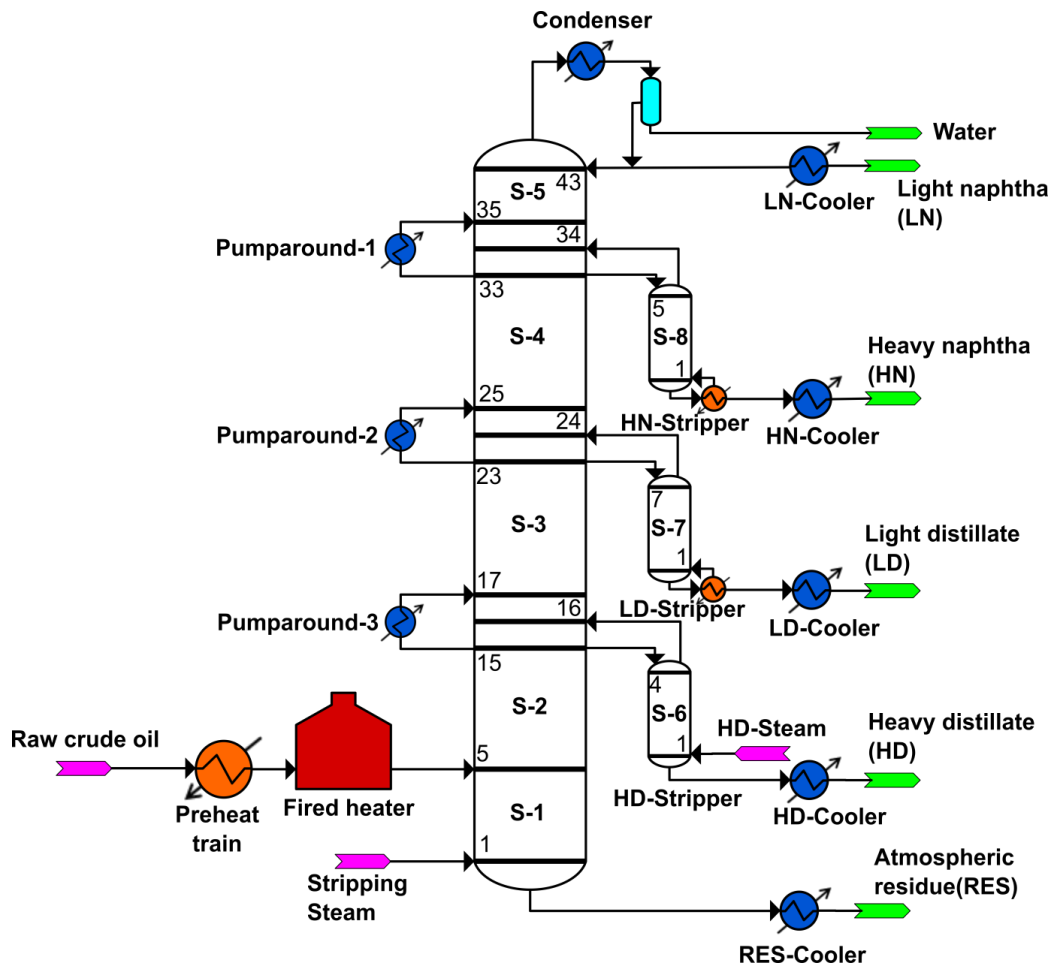 Condenser
Water
S-5
43
LN-Cooler
Light naphtha
(LN)
35
34
Pumparound-1
33
5
S-8
1
S-4
Heavy naphtha
(HN)
25
24
HN-Stripper
HN-Cooler
Pumparound-2
23
7
S-7
1
S-3
Light distillate
(LD)
17
16
LD-Stripper
LD-Cooler
Pumparound-3
15
4
S-6
1
S-2
HD-Steam
Heavy distillate
(HD)
Raw crude oil
5
HD-Stripper
HD-Cooler
Preheat
train
Fired heater
S-1
1
Stripping
Steam
Atmospheric
residue(RES)
RES-Cooler